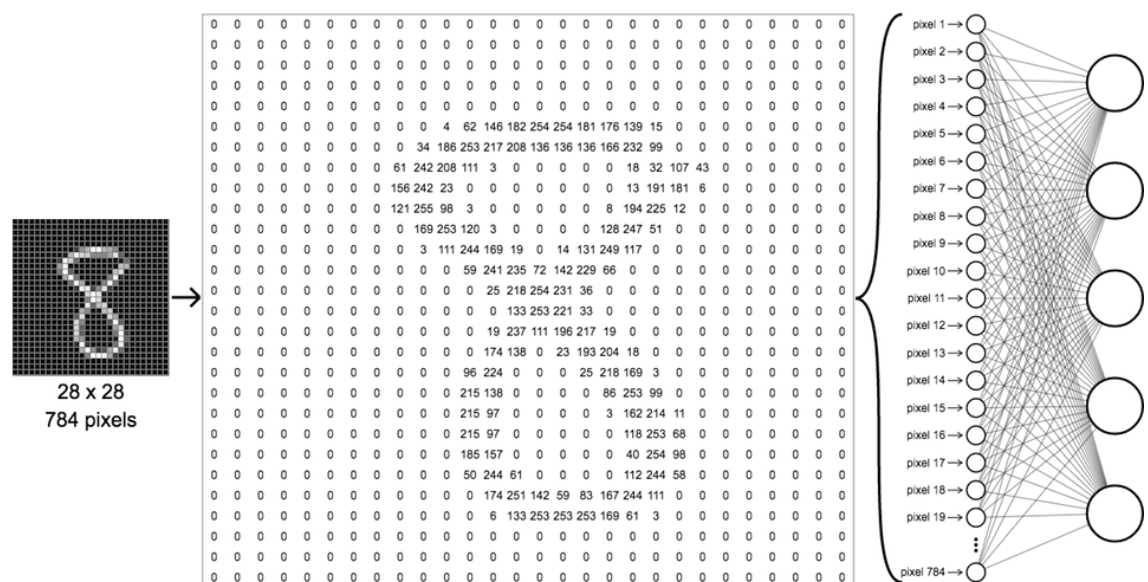 0 0 0 0 0 0 0 0 0 0 0 0 0 0 0 0 0 0 0 0 0 0 0 0 0 0 0 0
0 0 0 0 0 0 0 0 0 0 0 0 0 0 0 0 0 0 0 0 0 0 0 0 0 0 0 0
0 0 0 0 0 0 0 0 0 0 0 0 0 0 0 0 0 0 0 0 0 0 0 0 0 0 0 0
0 0 0 0 0 0 0 0 0 0 0 0 0 0 0 0 0 0 0 0 0 0 0 0 0 0 0 0
0 0 0 0 0 0 0 0 0 0 0 0 0 0 0 0 0 0 0 0 0 0 0 0 0 0 0 0
0 0 0 0 0 0 0 0 0 0 4 62 146 182 254 254 181 176 139 15 0 0 0 0 0 0 0 0
0 0 0 0 0 0 0 0 0 34 186 253 217 208 136 136 136 166 232 99 0 0 0 0 0 0 0 0
0 0 0 0 0 0 0 0 61 242 208 111 3 0 0 0 0 0 18 32 107 43 0 0 0 0 0 0
0 0 0 0 0 0 0 0 156 242 23 0 0 0 0 0 0 0 13 191 181 6 0 0 0 0 0 0
0 0 0 0 0 0 0 0 121 255 98 3 0 0 0 0 0 8 194 225 12 0 0 0 0 0 0 0
0 0 0 0 0 0 0 0 0 169 253 120 3 0 0 0 0 128 247 51 0 0 0 0 0 0 0 0
0 0 0 0 0 0 0 0 0 3 111 244 169 19 0 14 131 249 117 0 0 0 0 0 0 0 0 0
0 0 0 0 0 0 0 0 0 0 0 59 241 235 72 142 229 66 0 0 0 0 0 0 0 0 0 0
0 0 0 0 0 0 0 0 0 0 0 0 25 218 254 231 36 0 0 0 0 0 0 0 0 0 0 0
0 0 0 0 0 0 0 0 0 0 0 0 0 133 253 221 33 0 0 0 0 0 0 0 0 0 0 0
0 0 0 0 0 0 0 0 0 0 0 0 19 237 111 196 217 19 0 0 0 0 0 0 0 0 0 0
0 0 0 0 0 0 0 0 0 0 0 0 174 138 0 23 193 204 18 0 0 0 0 0 0 0 0 0
0 0 0 0 0 0 0 0 0 0 0 96 224 0 0 0 25 218 169 3 0 0 0 0 0 0 0 0
0 0 0 0 0 0 0 0 0 0 0 215 138 0 0 0 0 86 253 99 0 0 0 0 0 0 0 0
0 0 0 0 0 0 0 0 0 0 0 215 97 0 0 0 0 3 162 214 11 0 0 0 0 0 0 0
0 0 0 0 0 0 0 0 0 0 0 215 97 0 0 0 0 0 118 253 68 0 0 0 0 0 0 0
0 0 0 0 0 0 0 0 0 0 0 185 157 0 0 0 0 0 40 254 98 0 0 0 0 0 0 0
0 0 0 0 0 0 0 0 0 0 0 50 244 61 0 0 0 0 112 244 58 0 0 0 0 0 0 0
0 0 0 0 0 0 0 0 0 0 0 0 174 251 142 59 83 167 244 111 0 0 0 0 0 0 0 0
0 0 0 0 0 0 0 0 0 0 0 0 6 133 253 253 253 169 61 3 0 0 0 0 0 0 0 0
0 0 0 0 0 0 0 0 0 0 0 0 0 0 0 0 0 0 0 0 0 0 0 0 0 0 0 0
0 0 0 0 0 0 0 0 0 0 0 0 0 0 0 0 0 0 0 0 0 0 0 0 0 0 0 0
0 0 0 0 0 0 0 0 0 0 0 0 0 0 0 0 0 0 0 0 0 0 0 0 0 0 0 0
28 x 28
784 pixels
pixel 1
pixel 2
pixel 3
pixel 4
pixel 5
pixel 6
pixel 7
pixel 8
pixel 9
pixel 10
pixel 11
pixel 12
pixel 13
pixel 14
pixel 15
pixel 16
pixel 17
pixel 18
pixel 19
pixel 784